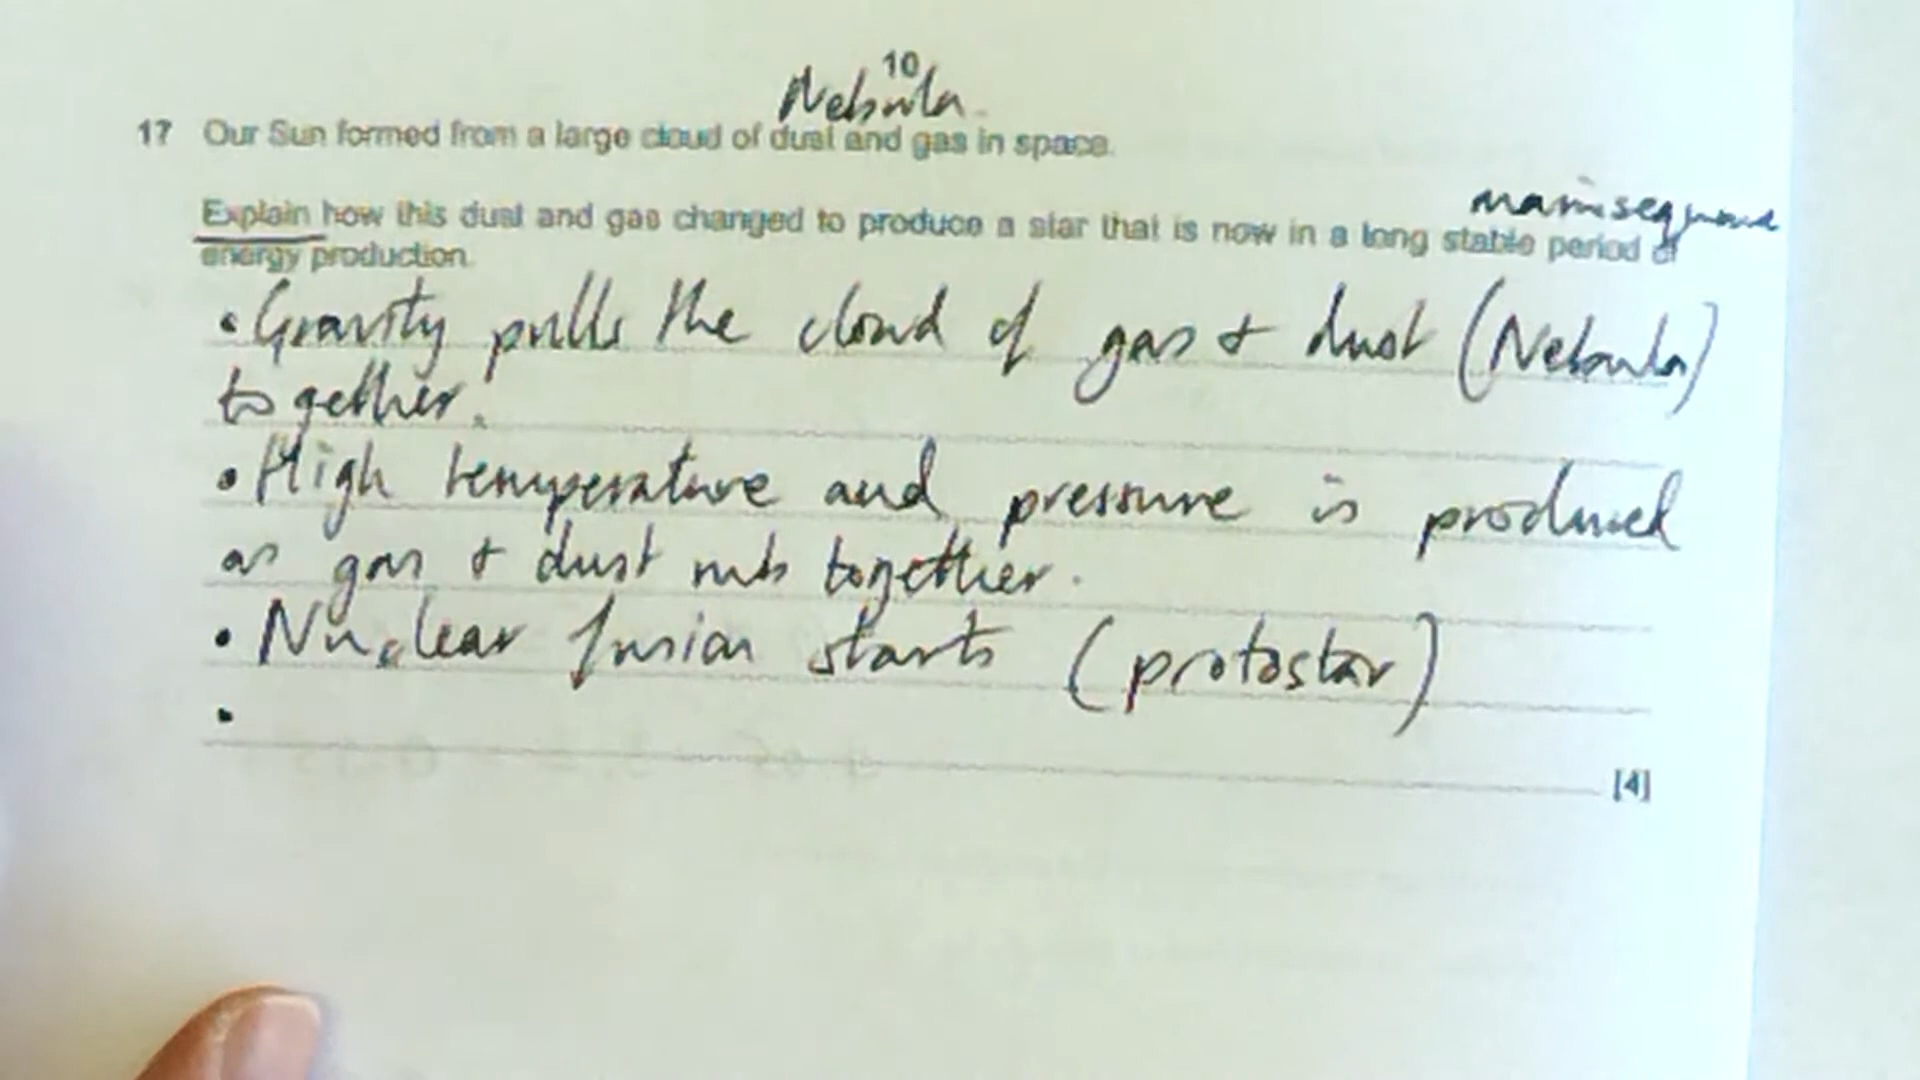 10
Nebula
17 Our Sun formed from a large cloud of dust and gas in space.
main sequence
Explain how this dust and gas changed to produce a star that is now in a long stable period of
energy production.
• Gravity pulls the cloud of gas & dust (Nebula)
together.
• High temperature and pressure is produced
as gas & dust rub together.
• Nuclear fusion starts (protostar)
•
[4]